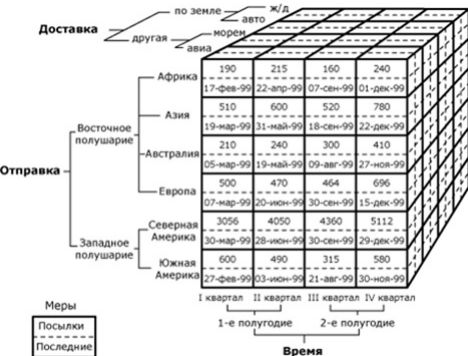 Доставка
по земле
ж/д
авто
другая
морем
авиа
Отправка
Восточное
полушарие
Западное
полушарие
Африка 190 215 160 240
17-фев-99 22-апр-99 07-сен-99 01-дек-99
Азия 510 600 520 780
19-мар-99 31-май-99 18-сен-99 22-дек-99
Австралия 210 240 300 410
05-мар-99 19-май-99 09-авг-99 27-ноя-99
Европа 500 470 464 696
07-мар-99 20-июн-99 30-сен-99 15-дек-99
Северная
Америка 3056 4050 4360 5112
30-мар-99 28-июн-99 30-сен-99 29-дек-99
Южная
Америка 600 490 315 580
27-фев-99 03-июн-99 21-авг-99 30-ноя-99
I квартал II квартал III квартал IV квартал
1-е полугодие 2-е полугодие
Время
Меры
Посылки
Последние